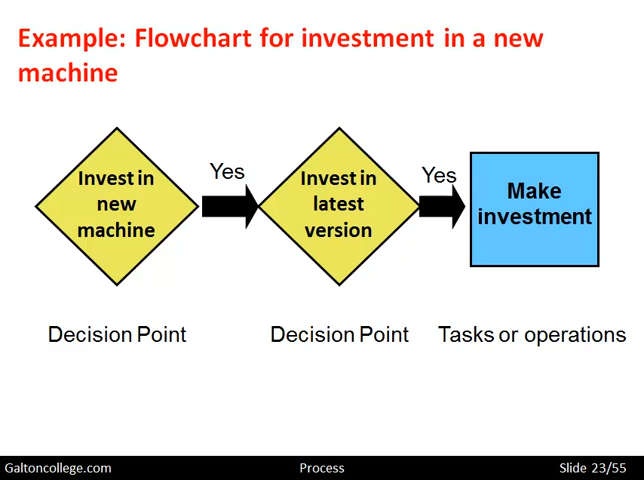 Example: Flowchart for investment in a new
machine
Invest in
new
machine
Yes
Invest in
latest
version
Yes
Make
investment
Decision Point
Decision Point
Tasks or operations
Galtoncollege.com
Process
Slide 23/55